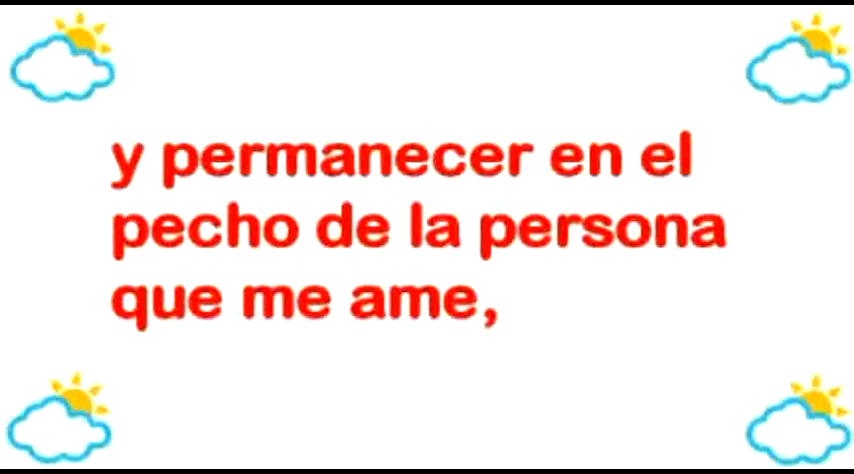 y permanecer en el
pecho de la persona
que me ame,